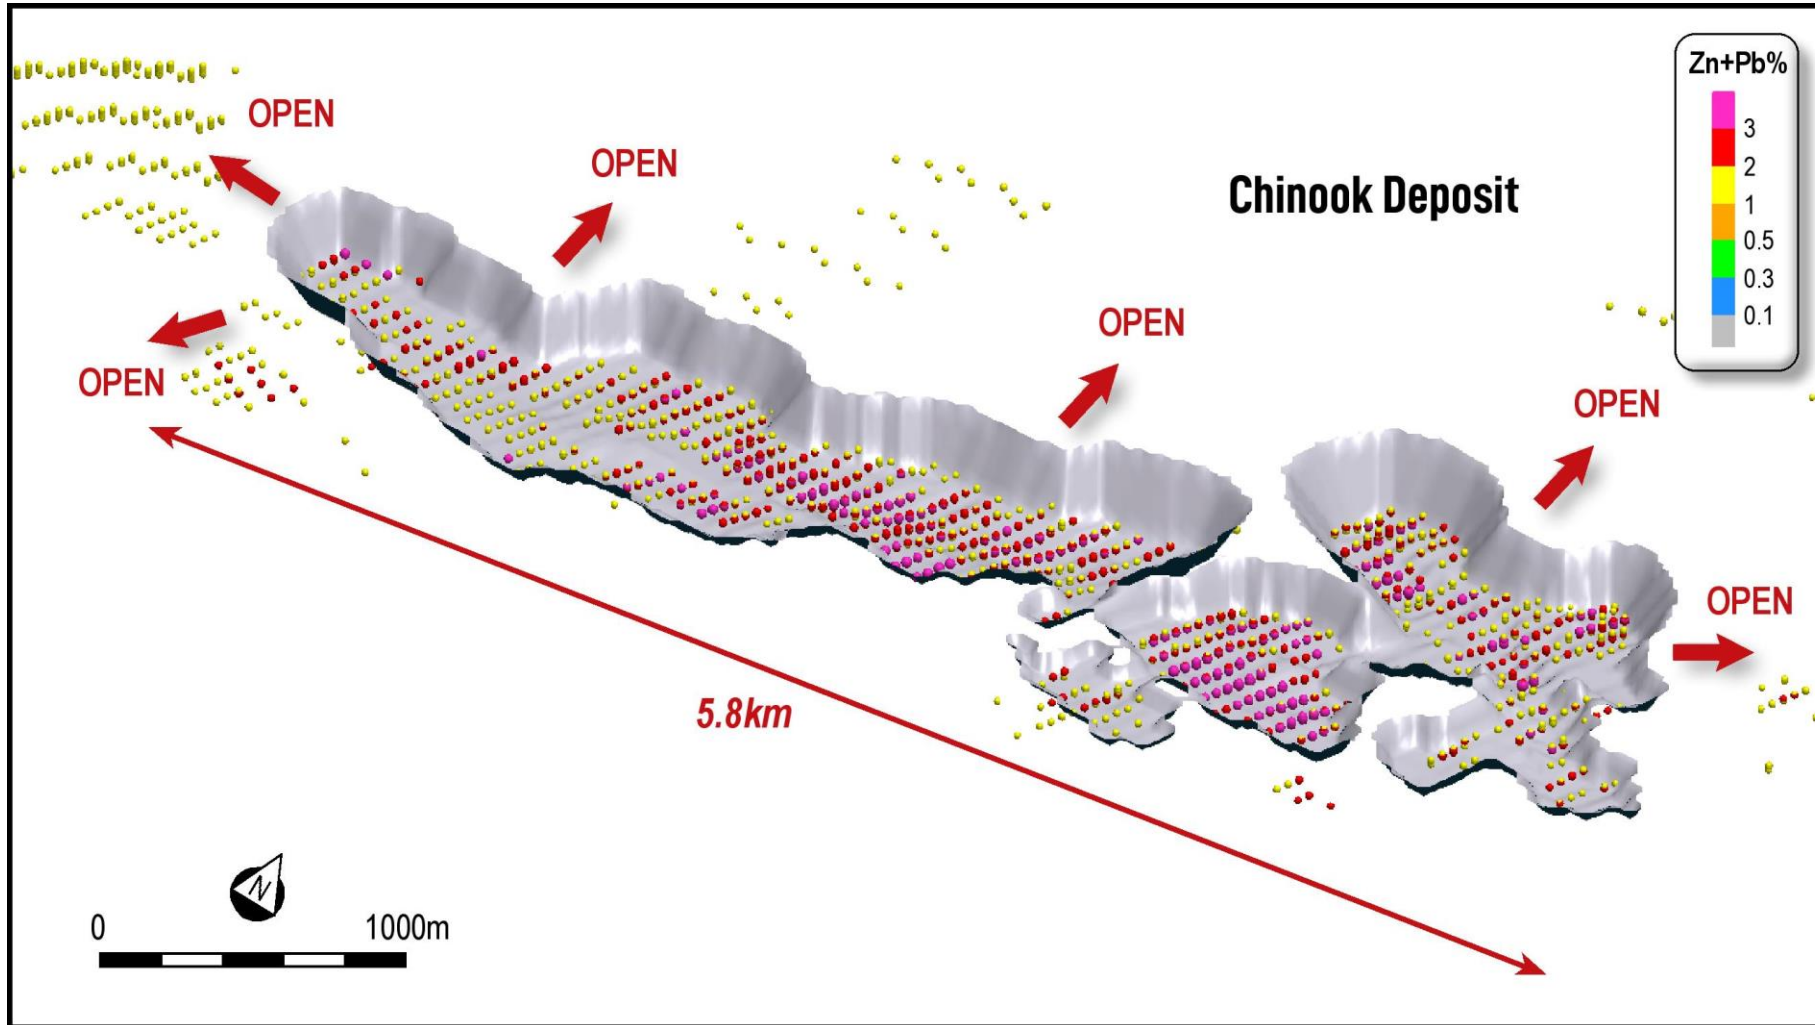 Zn+Pb%
3
2
1
0.5
0.3
0.1
OPEN
OPEN
Chinook Deposit
OPEN
OPEN
OPEN
OPEN
5.8km
N
0 1000m